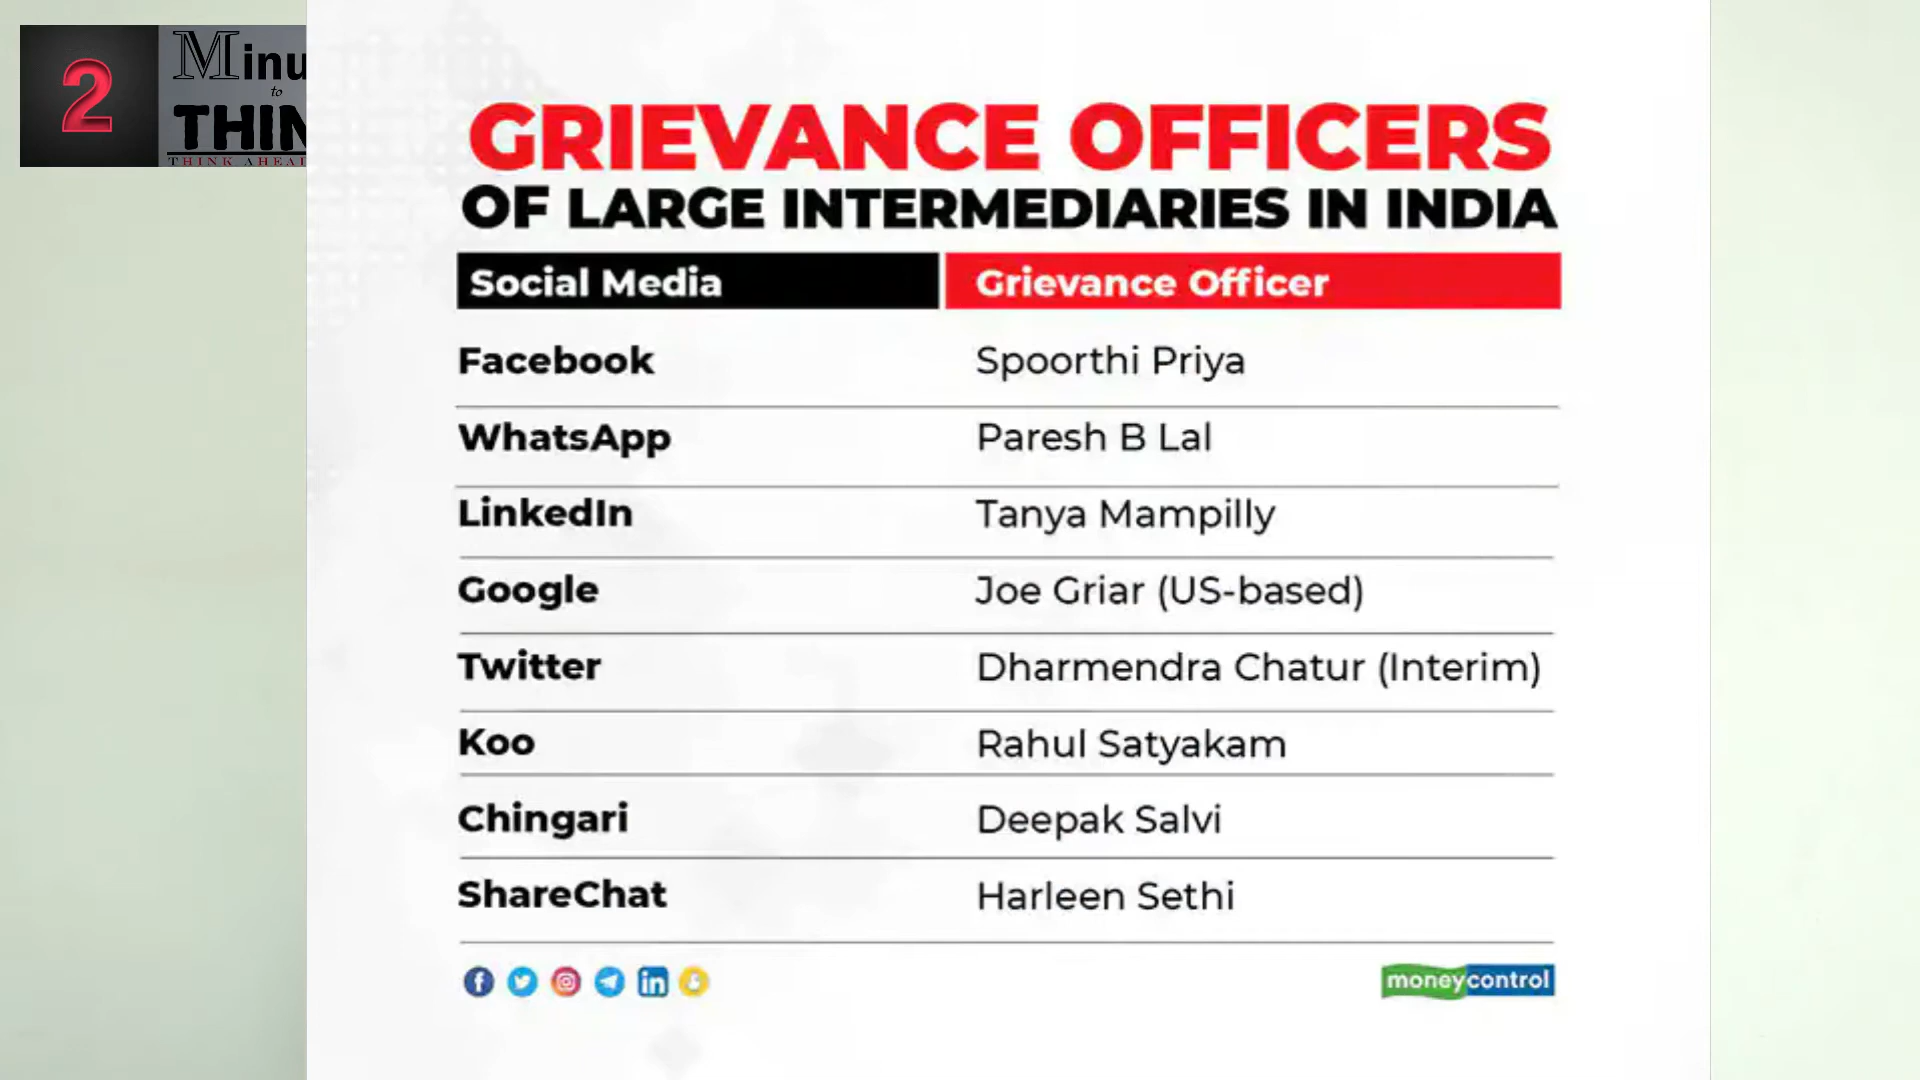 2
Minu
to
THIN
THINK AHEAD
GRIEVANCE OFFICERS
OF LARGE INTERMEDIARIES IN INDIA
Social Media Grievance Officer
Facebook Spoorthi Priya
WhatsApp Paresh B Lal
LinkedIn Tanya Mampilly
Google Joe Griar (US-based)
Twitter Dharmendra Chatur (Interim)
Koo Rahul Satyakam
Chingari Deepak Salvi
ShareChat Harleen Sethi
moneycontrol